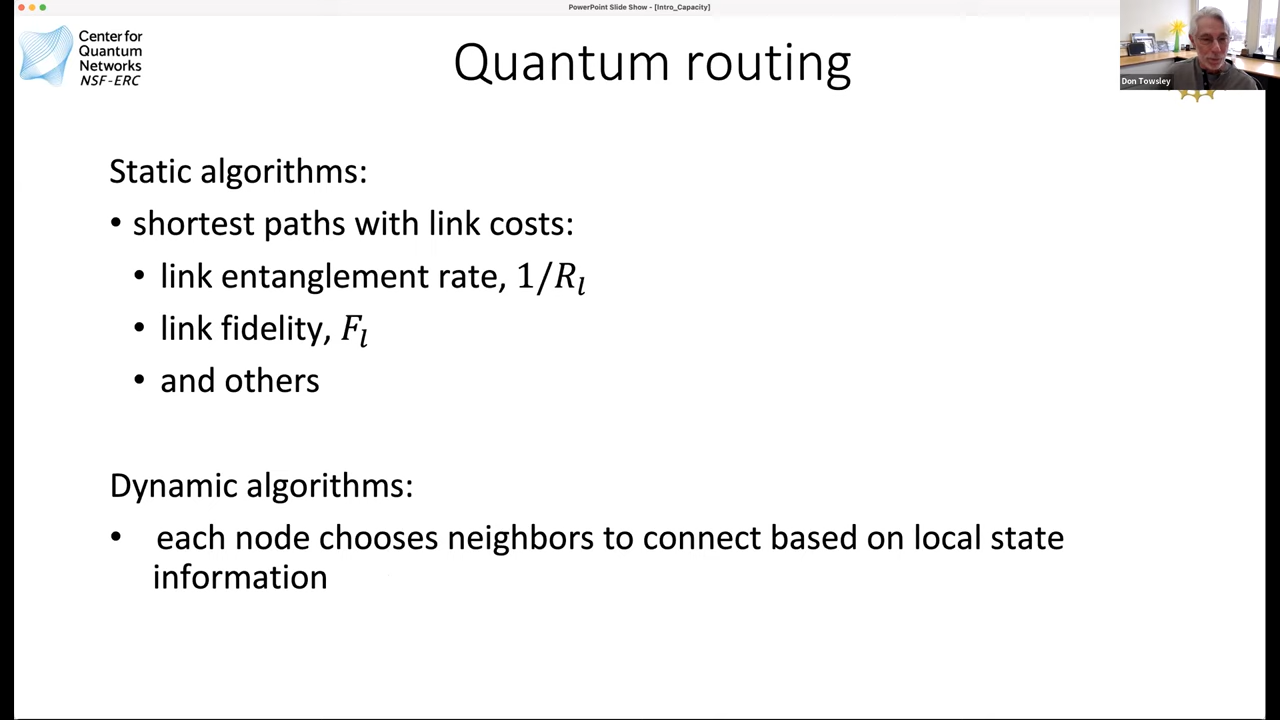 PowerPoint Slide Show - [Intro_Capacity]
Center for
Quantum
Networks
NSF-ERC
Quantum routing
Don Towsley
Static algorithms:
• shortest paths with link costs:
• link entanglement rate, 1/R_l
• link fidelity, F_l
• and others
Dynamic algorithms:
• each node chooses neighbors to connect based on local state
information